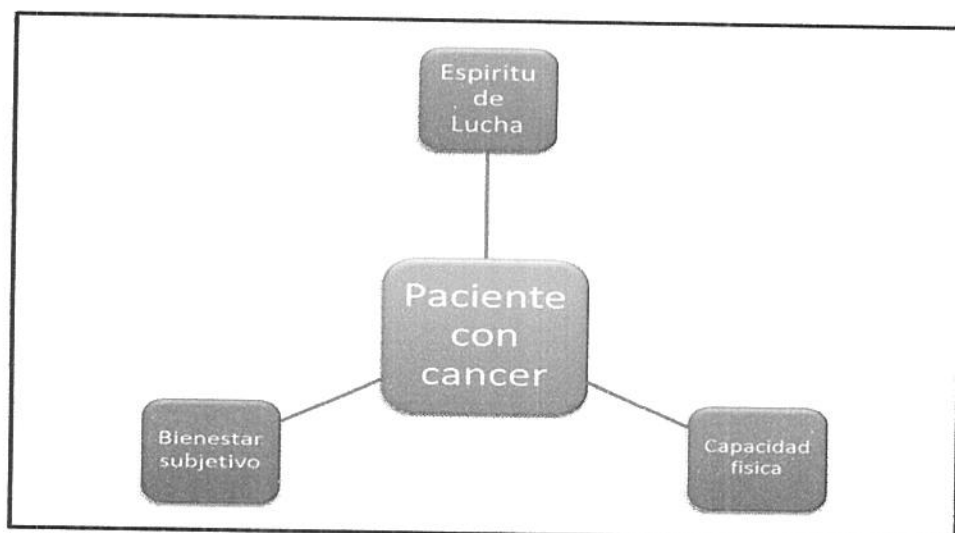 Espiritu
de
Lucha
Paciente
con
cancer
Bienestar
subjetivo
Capacidad
fisica